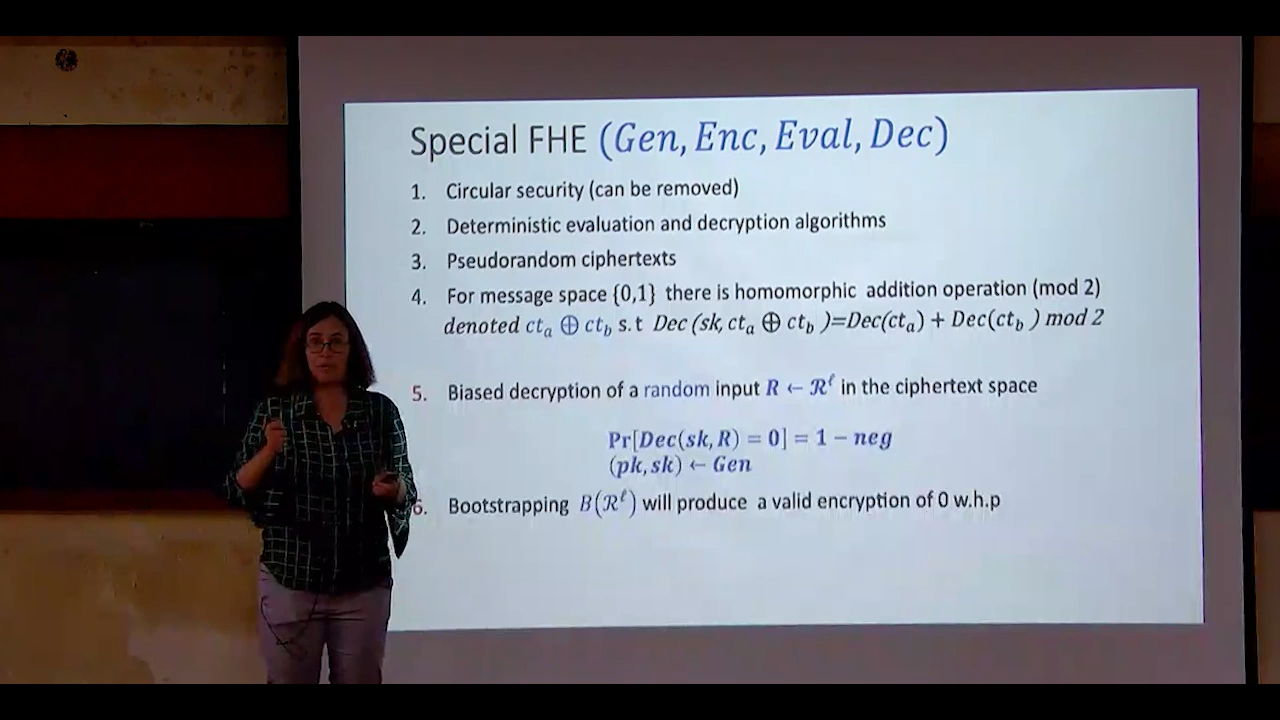 Special FHE (Gen, Enc, Eval, Dec)
1. Circular security (can be removed)
2. Deterministic evaluation and decryption algorithms
3. Pseudorandom ciphertexts
4. For message space {0,1} there is homomorphic addition operation (mod 2)
denoted ctₐ ⊕ ct_b s.t Dec (sk, ctₐ ⊕ ct_b )=Dec(ctₐ) + Dec(ct_b ) mod 2
5. Biased decryption of a random input R ← ℛ^ℓ in the ciphertext space
Pr[Dec(sk, R) = 0] = 1 − neg
(pk, sk) ← Gen
6. Bootstrapping B(ℛ^ℓ) will produce a valid encryption of 0 w.h.p